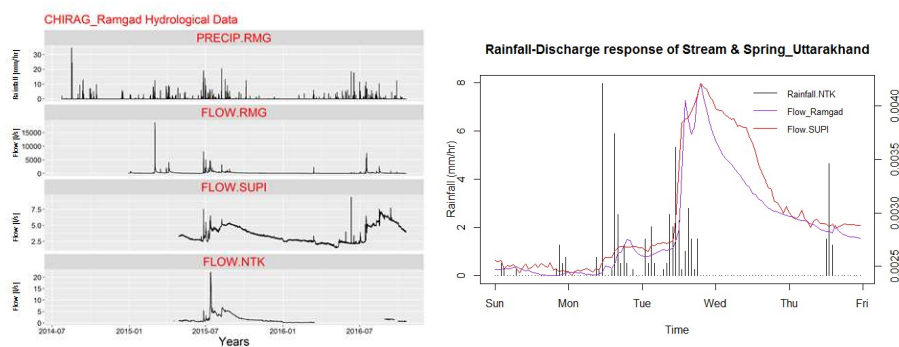 CHIRAG_Ramgad Hydrological Data
PRECIP.RMG
Rainfall [mm/hr]
30
20
10
0
FLOW.RMG
Flow [l/i]
15000
10000
5000
0
FLOW.SUPI
Flow [l/i]
7.5
5.0
2.5
FLOW.NTK
Flow [l/i]
20
15
10
5
0
2014-07 2015-01 2015-07 2016-01 2016-07
Years
Rainfall-Discharge response of Stream & Spring_Uttarakhand
Rainfall.NTK
Flow_Ramgad
Flow.SUPI
Rainfall (mm/hr)
8
6
4
2
0
0.0040
0.0035
0.0030
0.0025
Sun Mon Tue Wed Thu Fri
Time